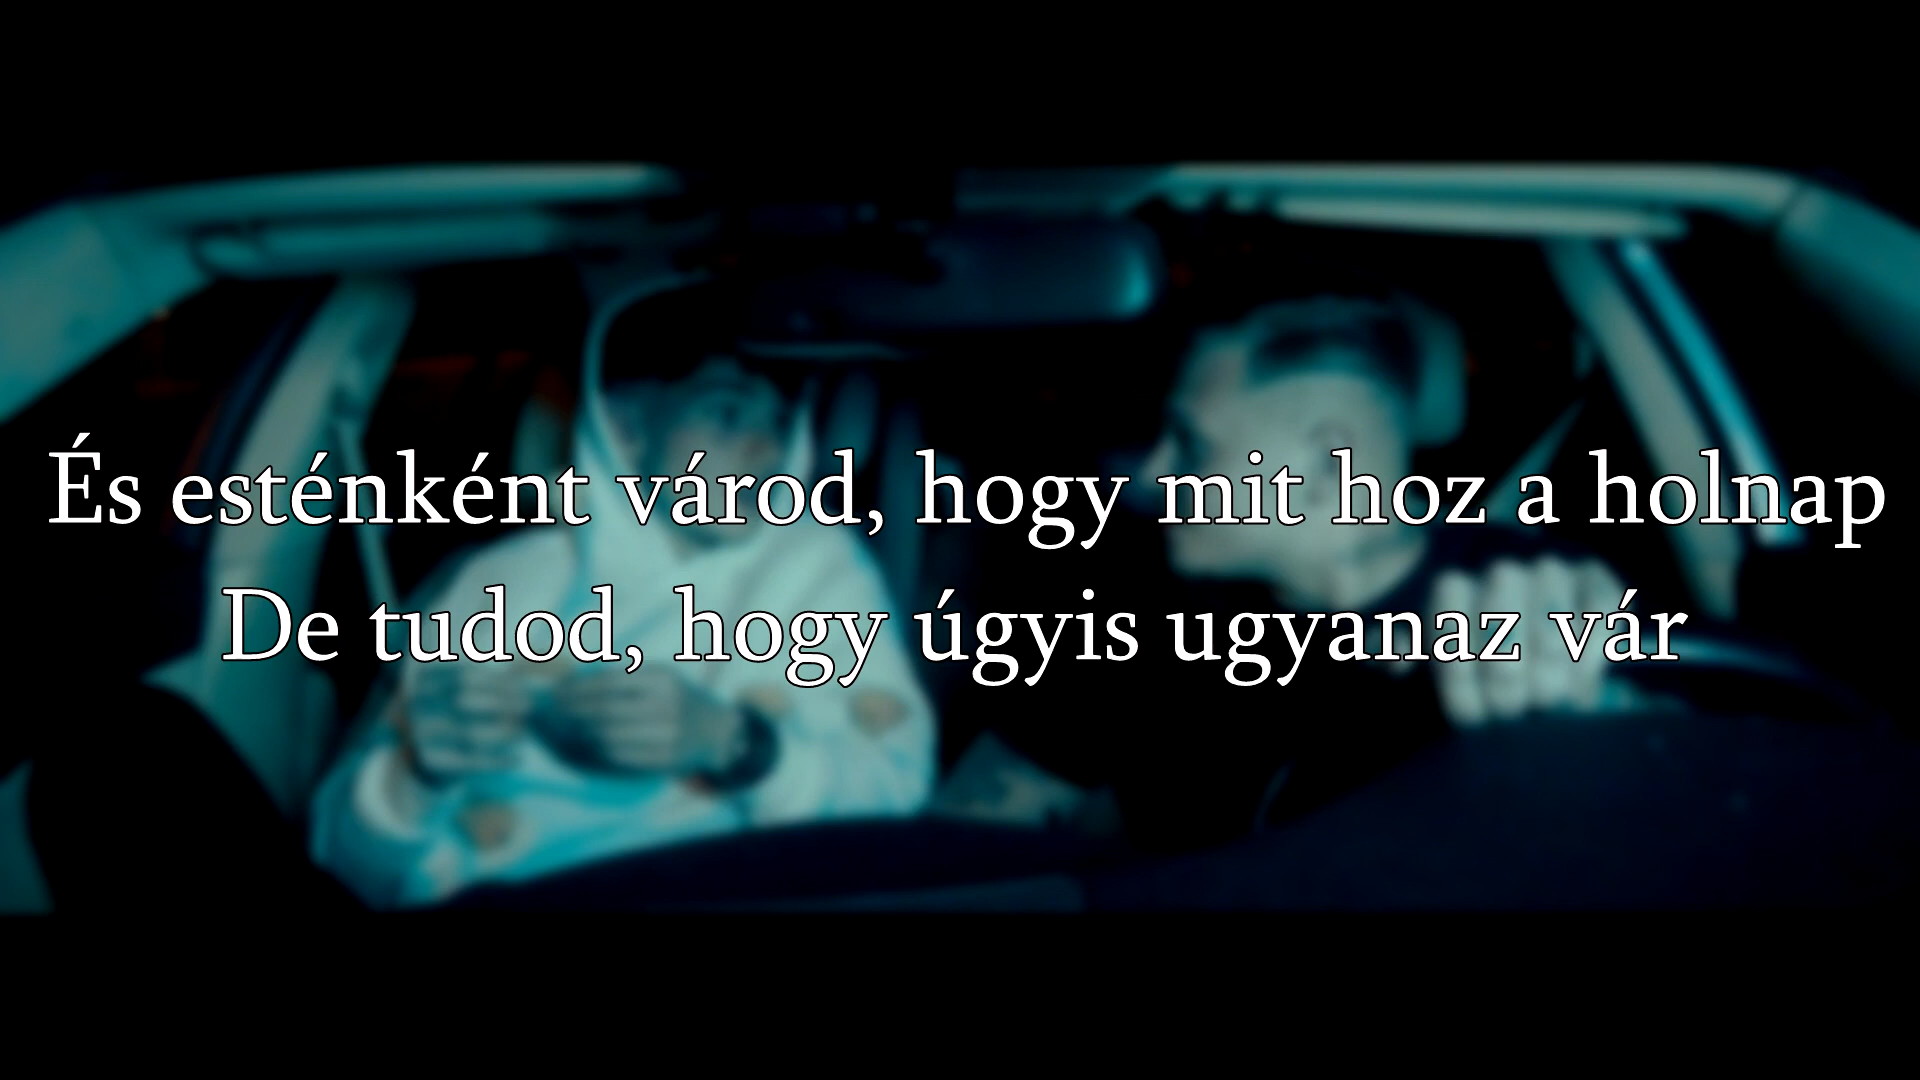 És esténként várod, hogy mit hoz a holnap
De tudod, hogy úgyis ugyanaz vár